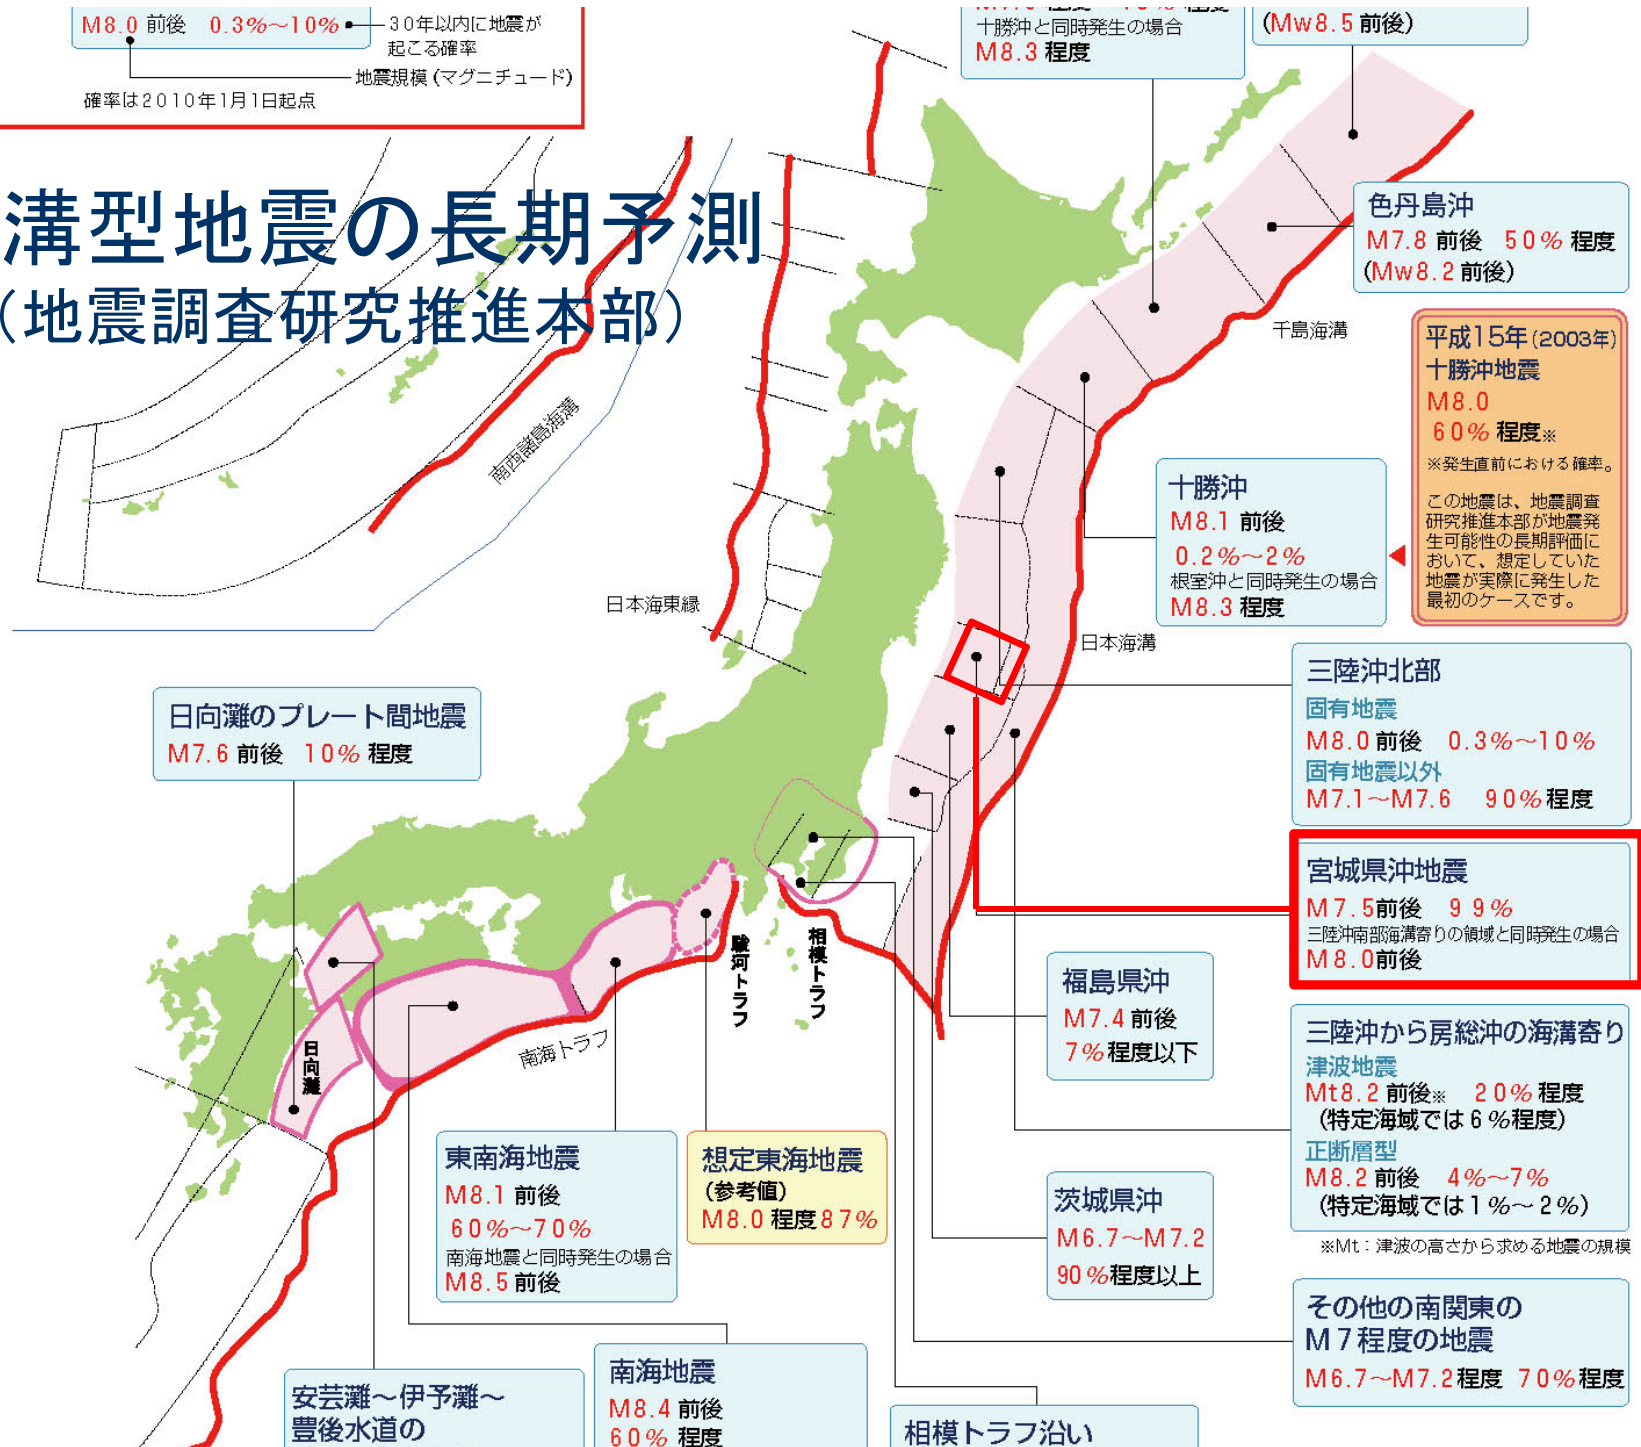 M8.0 前後 0.3%～10%
30年以内に地震が
起こる確率
地震規模(マグニチュード)
確率は2010年1月1日起点
溝型地震の長期予測
(地震調査研究推進本部)
十勝沖と同時発生の場合
M8.3 程度
(Mw8.5 前後)
色丹島沖
M7.8 前後 50% 程度
(Mw8.2 前後)
千島海溝
平成15年(2003年)
十勝沖地震
M8.0
60% 程度※
※発生直前における確率。
この地震は、地震調査
研究推進本部が地震発
生可能性の長期評価に
おいて、想定していた
地震が実際に発生した
最初のケースです。
南西諸島海溝
十勝沖
M8.1 前後
0.2%～2%
根室沖と同時発生の場合
M8.3 程度
日本海東縁
日本海溝
三陸沖北部
固有地震
M8.0 前後 0.3%～10%
固有地震以外
M7.1～M7.6 90% 程度
日向灘のプレート間地震
M7.6 前後 10% 程度
宮城県沖地震
M7.5前後 99%
三陸沖南部海溝寄りの領域と同時発生の場合
M8.0前後
駿河トラフ
相模トラフ
福島県沖
M7.4 前後
7%程度以下
三陸沖から房総沖の海溝寄り
津波地震
Mt8.2 前後※ 20% 程度
(特定海域では6%程度)
正断層型
M8.2 前後 4%～7%
(特定海域では1%～2%)
※Mt：津波の高さから求める地震の規模
南海トラフ
日向灘
東南海地震
M8.1 前後
60%～70%
南海地震と同時発生の場合
M8.5 前後
想定東海地震
(参考値)
M8.0 程度87%
茨城県沖
M6.7～M7.2
90%程度以上
その他の南関東の
M7程度の地震
M6.7～M7.2程度 70%程度
南海地震
M8.4 前後
60% 程度
安芸灘～伊予灘～
豊後水道の
相模トラフ沿い